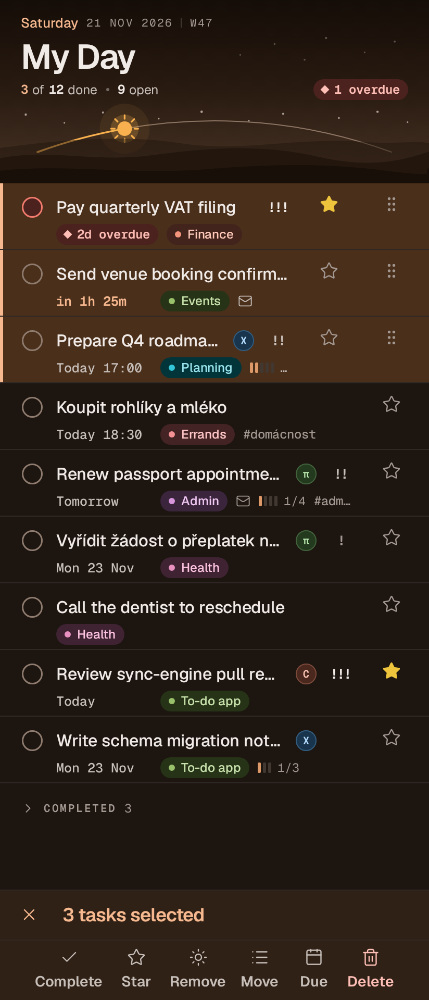 Saturday 21 NOV 2026 | W47
My Day
3 of 12 done • 9 open
◆ 1 overdue
Pay quarterly VAT filing !!!
◆ 2d overdue • Finance
Send venue booking confirm…
in 1h 25m • Events
Prepare Q4 roadma… X !!
Today 17:00 • Planning …
Koupit rohlíky a mléko
Today 18:30 • Errands #domácnost
Renew passport appointme… π !!
Tomorrow • Admin 1/4 #adm…
Vyřídit žádost o přeplatek n… π !
Mon 23 Nov • Health
Call the dentist to reschedule
• Health
Review sync-engine pull re… C !!!
Today • To-do app
Write schema migration not… X
Mon 23 Nov • To-do app 1/3
> COMPLETED 3
3 tasks selected
Complete Star Remove Move Due Delete